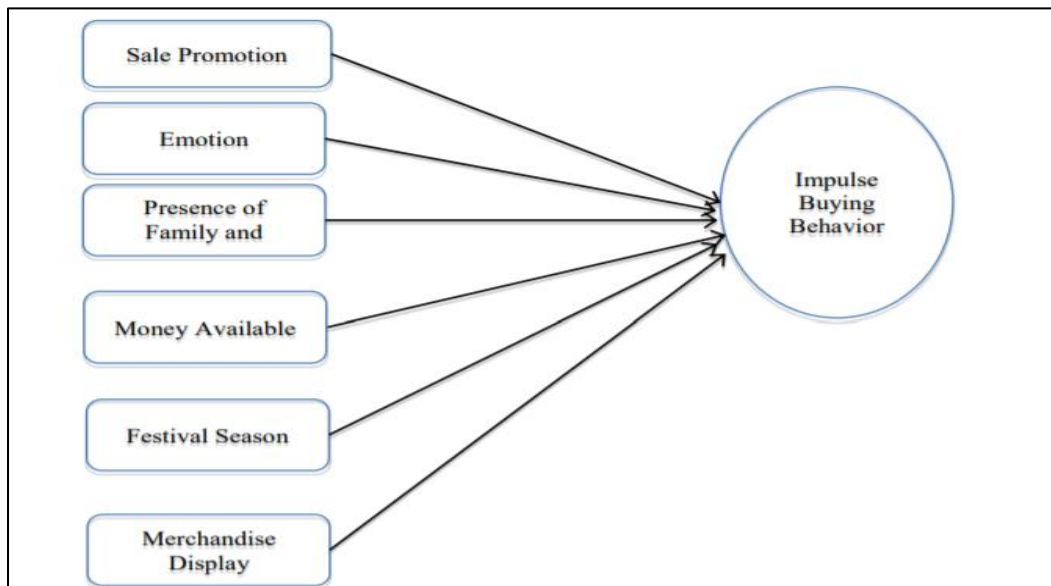 Sale Promotion
Emotion
Presence of
Family and
Money Available
Festival Season
Merchandise
Display
Impulse
Buying
Behavior